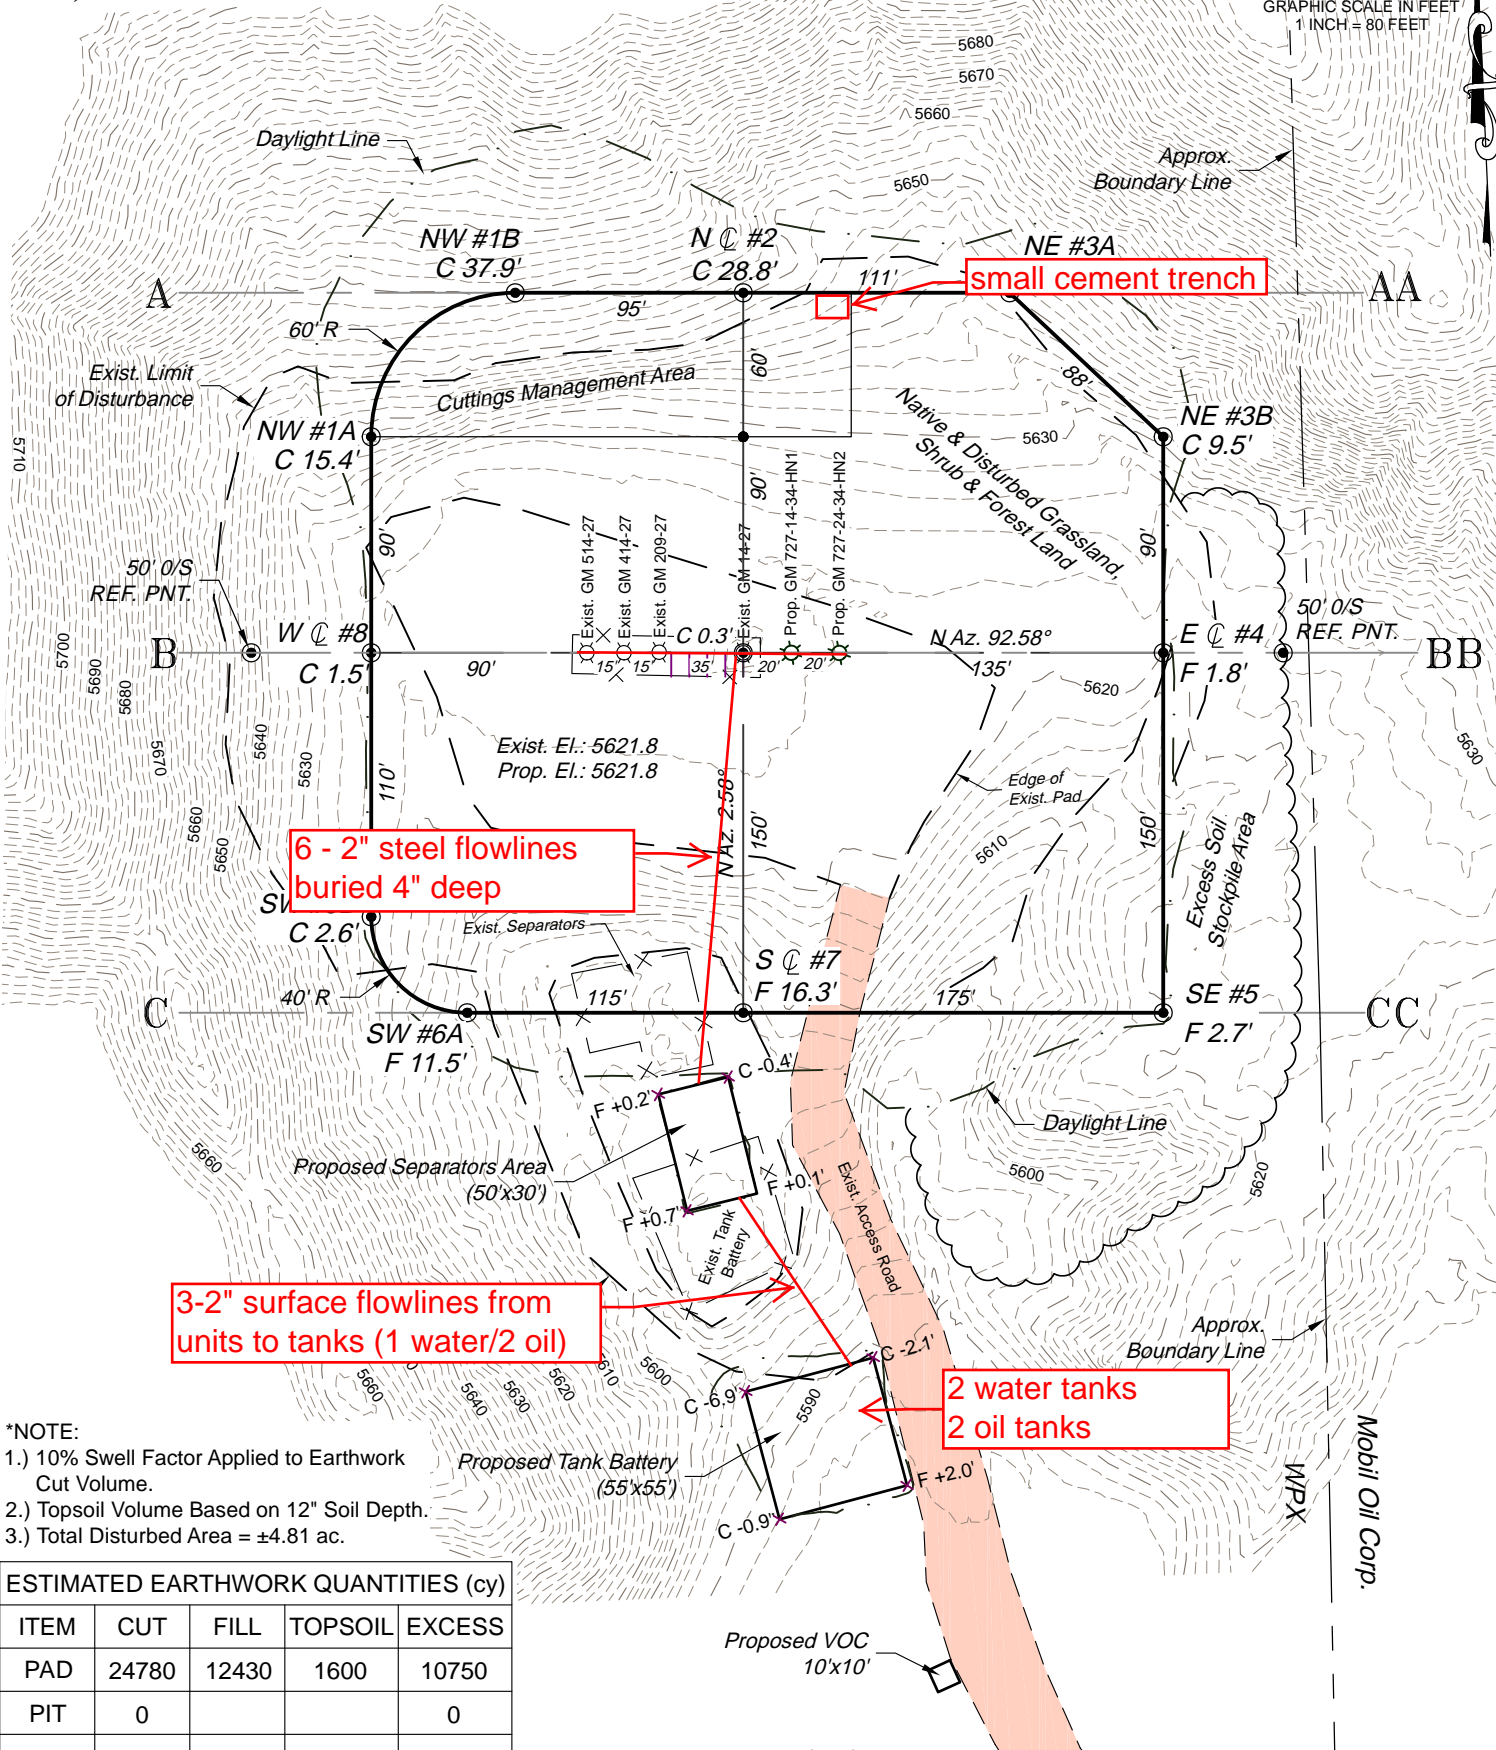 GRAPHIC SCALE IN FEET
1 INCH = 80 FEET
5680
5670
5660
5650
Daylight Line
Approx.
Boundary Line
NW #1B
C 37.9'
N ℄ #2
C 28.8'
NE #3A
small cement trench
A
AA
95'
111'
60' R
60'
88'
Exist. Limit
of Disturbance
Cuttings Management Area
Native & Disturbed Grassland,
Shrub & Forest Land
NW #1A
C 15.4'
NE #3B
C 9.5'
5630
5710
90'
90'
90'
Exist. GM 514-27
Exist. GM 414-27
Exist. GM 209-27
Exist. GM 14-27
Prop. GM 727-14-34-HN1
Prop. GM 727-24-34-HN2
50' 0/S
REF. PNT.
50' 0/S
REF. PNT.
W ℄ #8
C 1.5'
C 0.3'
N Az. 92.58°
E ℄ #4
F 1.8'
B
BB
90'
15'
15'
35'
20'
20'
135'
5700
5690
5680
5670
5660
5650
5640
5630
5620
5630
Exist. El.: 5621.8
Prop. El.: 5621.8
110'
N Az. 2.58°
150'
150'
Edge of
Exist. Pad
5610
Excess Soil
Stockpile Area
6 - 2" steel flowlines
buried 4" deep
SW
C 2.6'
Exist. Separators
40' R
115'
S ℄ #7
F 16.3'
175'
SE #5
F 2.7'
C
CC
SW #6A
F 11.5'
C -0.4'
F +0.2'
Daylight Line
5660
Proposed Separators Area
(50'x30')
F +0.1'
F +0.7'
Exist. Tank
Battery
Exist. Access Road
5600
5620
3-2" surface flowlines from
units to tanks (1 water/2 oil)
Approx.
Boundary Line
5660
5640
5630
5620
5610
5600
5590
C -2.1'
C -6.9'
2 water tanks
2 oil tanks
Proposed Tank Battery
(55'x55')
F +2.0'
C -0.9'
WPX
Mobil Oil Corp.
*NOTE:
1.) 10% Swell Factor Applied to Earthwork
Cut Volume.
2.) Topsoil Volume Based on 12" Soil Depth.
3.) Total Disturbed Area = ±4.81 ac.
ESTIMATED EARTHWORK QUANTITIES (cy)
ITEM CUT FILL TOPSOIL EXCESS
PAD 24780 12430 1600 10750
PIT 0 0
Proposed VOC
10'x10'